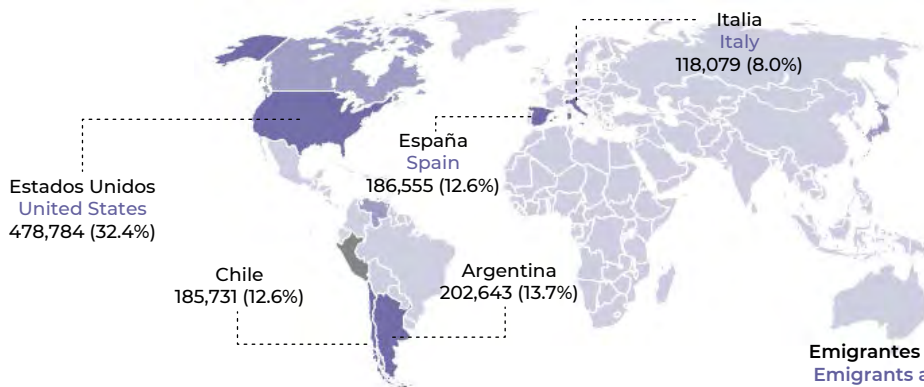 Italia
Italy
118,079 (8.0%)
España
Spain
186,555 (12.6%)
Estados Unidos
United States
478,784 (32.4%)
Chile
185,731 (12.6%)
Argentina
202,643 (13.7%)
Emigrantes
Emigrants a